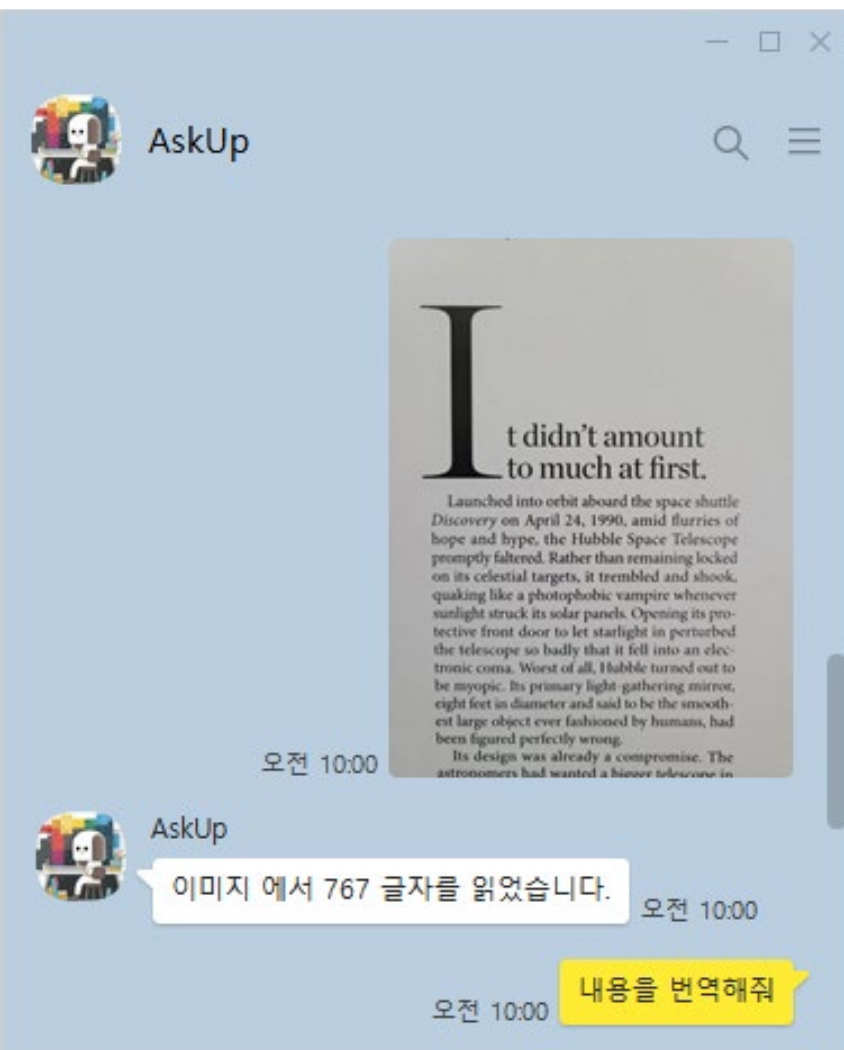 AskUp
It didn't amount
to much at first.
Launched into orbit aboard the space shuttle
Discovery on April 24, 1990, amid flurries of
hope and hype, the Hubble Space Telescope
promptly faltered. Rather than remaining locked
on its celestial targets, it trembled and shook,
quaking like a photophobic vampire whenever
sunlight struck its solar panels. Opening its pro-
tective front door to let starlight in perturbed
the telescope so badly that it fell into an elec-
tronic coma. Worst of all, Hubble turned out to
be myopic. Its primary light-gathering mirror,
eight feet in diameter and said to be the smooth-
est large object ever fashioned by humans, had
been figured perfectly wrong.
Its design was already a compromise. The
astronomers had wanted a bigger telescope in
오전 10:00
AskUp
이미지 에서 767 글자를 읽었습니다.
오전 10:00
내용을 번역해줘
오전 10:00